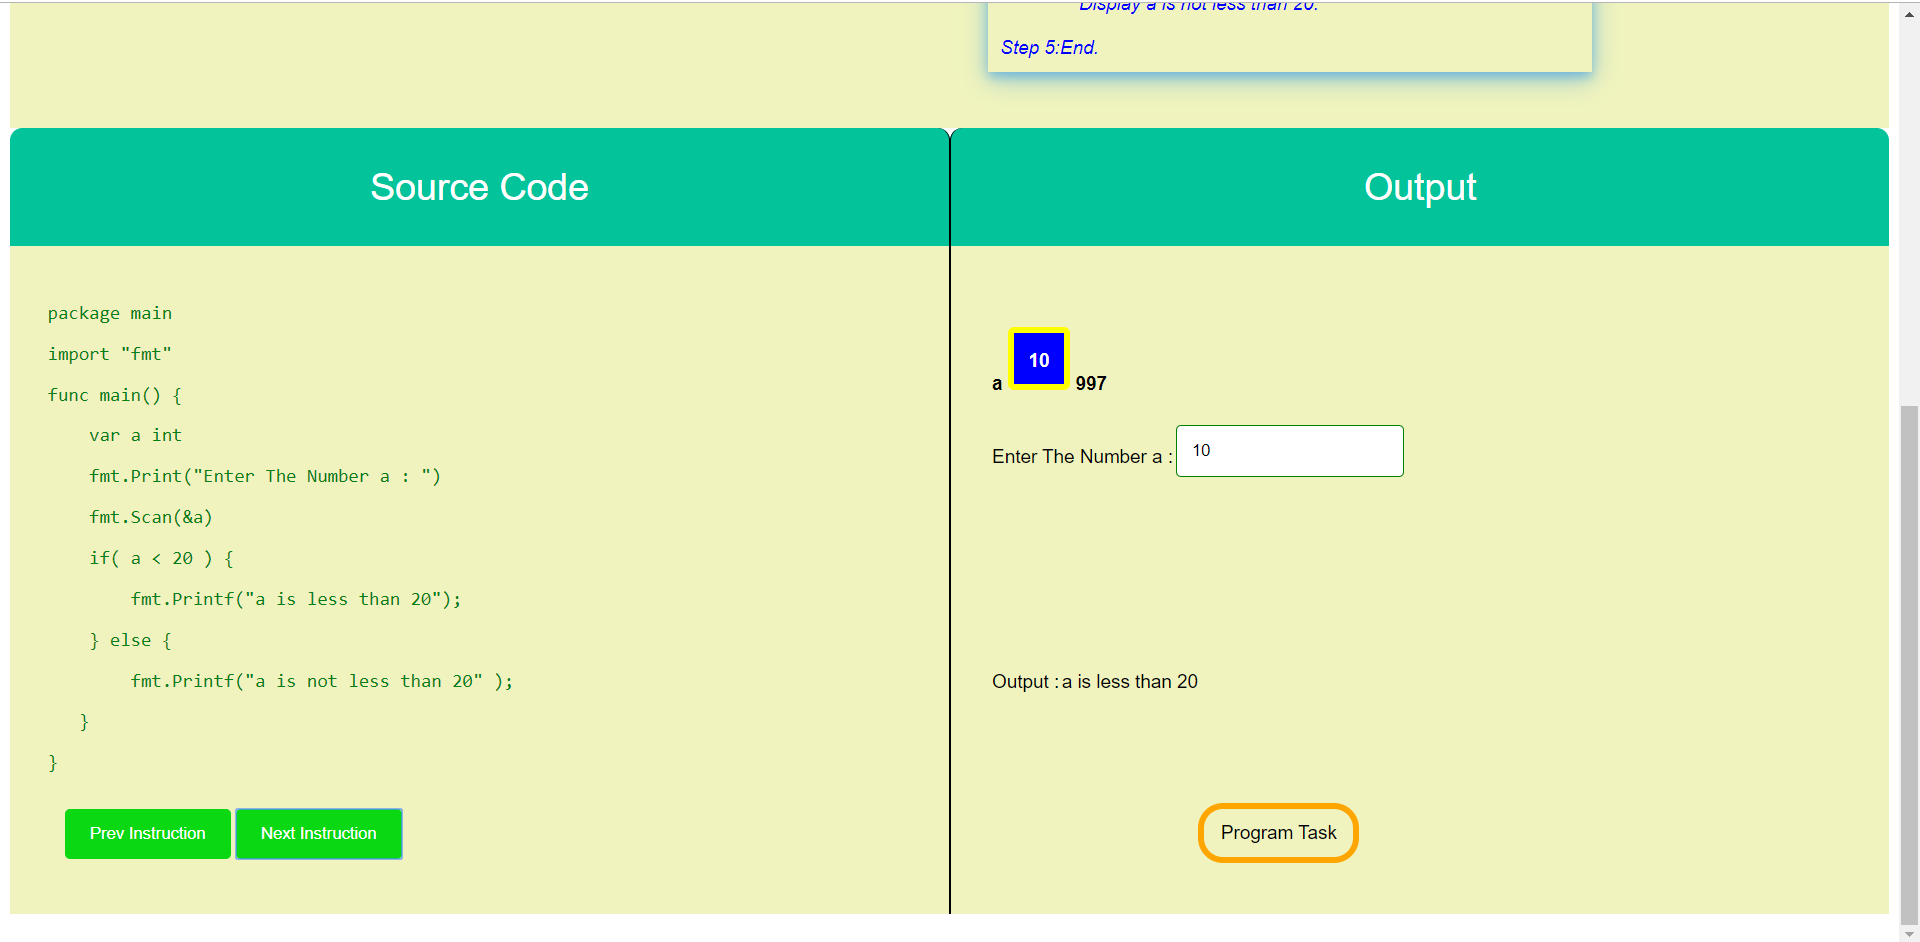 Display a is not less than 20.
Step 5:End.
Source Code
Output
package main
import "fmt"
func main() {
var a int
fmt.Print("Enter The Number a : ")
fmt.Scan(&a)
if( a < 20 ) {
fmt.Printf("a is less than 20");
} else {
fmt.Printf("a is not less than 20" );
}
}
Prev Instruction Next Instruction
10
a 997
Enter The Number a : 10
Output : a is less than 20
Program Task